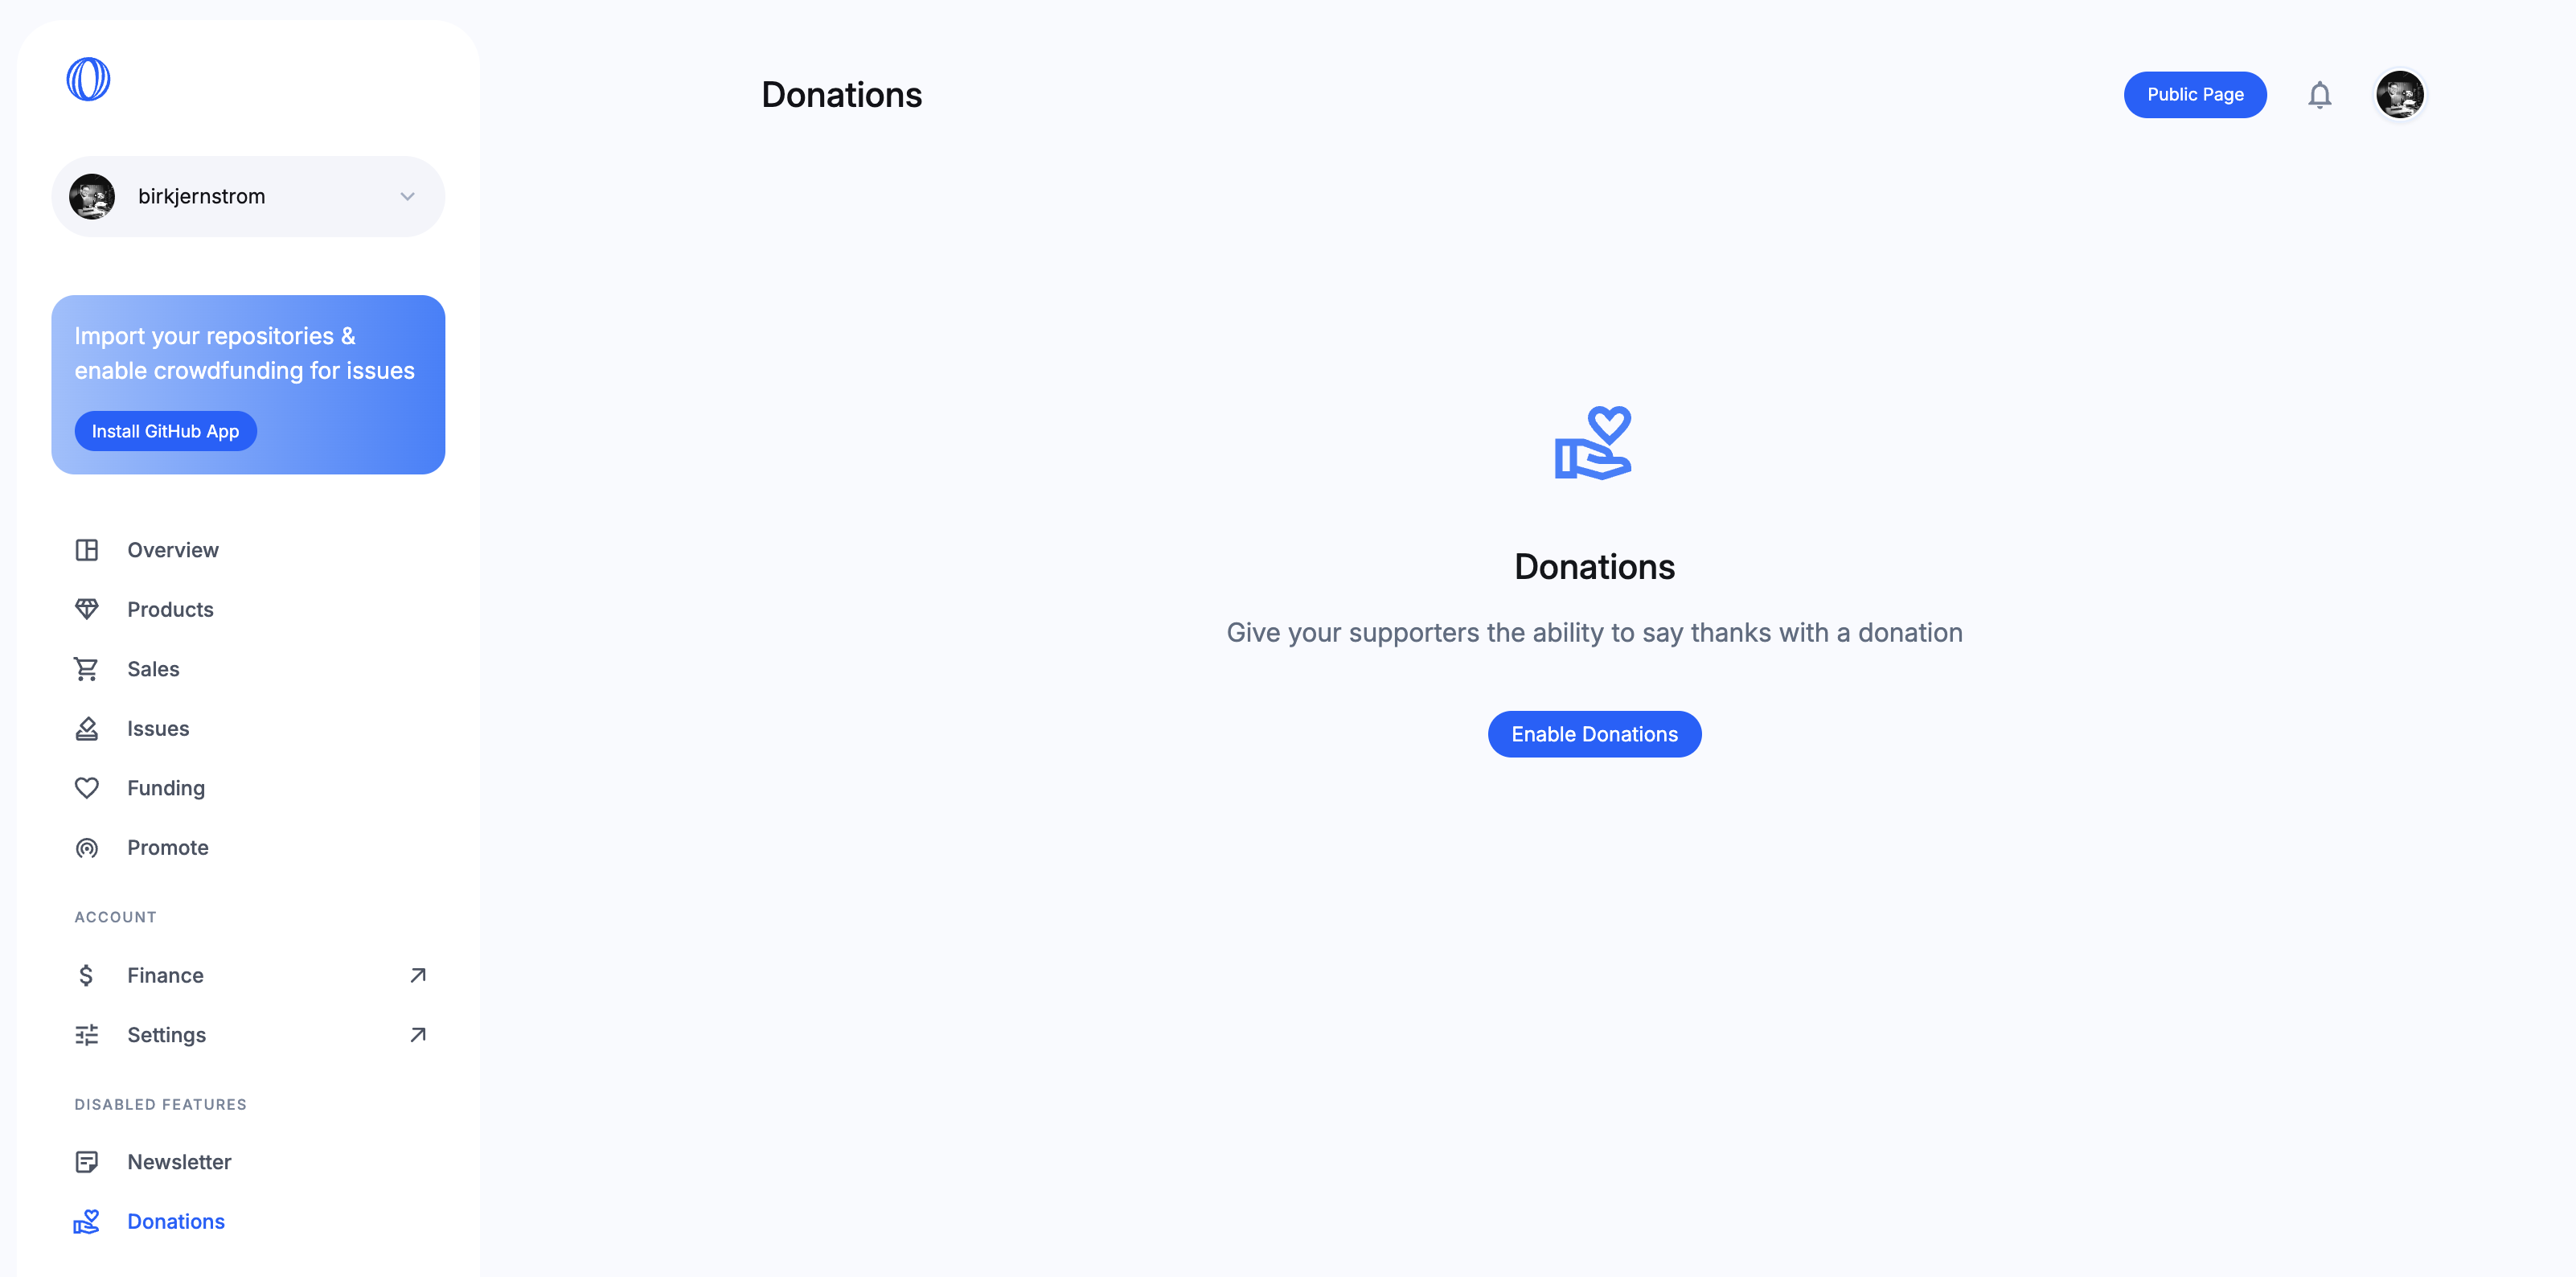 birkjernstrom
Import your repositories &
enable crowdfunding for issues
Install GitHub App
Overview
Products
Sales
Issues
Funding
Promote
ACCOUNT
Finance
Settings
DISABLED FEATURES
Newsletter
Donations
Donations
Public Page
Donations
Give your supporters the ability to say thanks with a donation
Enable Donations